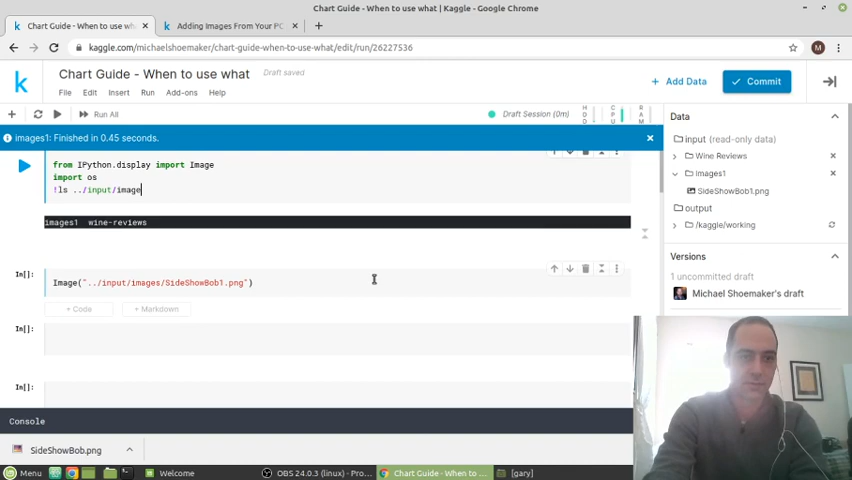 Chart Guide - When to use what | Kaggle - Google Chrome
Chart Guide - When to use wha
Adding Images From Your PC
kaggle.com/michaelshoemaker/chart-guide-when-to-use-what/edit/run/26227536
M
k
Chart Guide - When to use what
Draft saved
File Edit Insert Run Add-ons Help
+ Add Data
Commit
Run All
Draft Session (0m)
HDD
CPU
RAM
images1: Finished in 0.45 seconds.
from IPython.display import Image
import os
!ls ../input/image
images1 wine-reviews
In[]:
Image("../input/images/SideShowBob1.png")
+ Code
+ Markdown
In[]:
In[]:
Console
Data
input (read-only data)
Wine Reviews
Images1
SideShowBob1.png
output
/kaggle/working
Versions
1 uncommitted draft
Michael Shoemaker's draft
SideShowBob.png
Menu
Welcome
OBS 24.0.3 (linux) - Pro...
Chart Guide - When to ...
[gary]